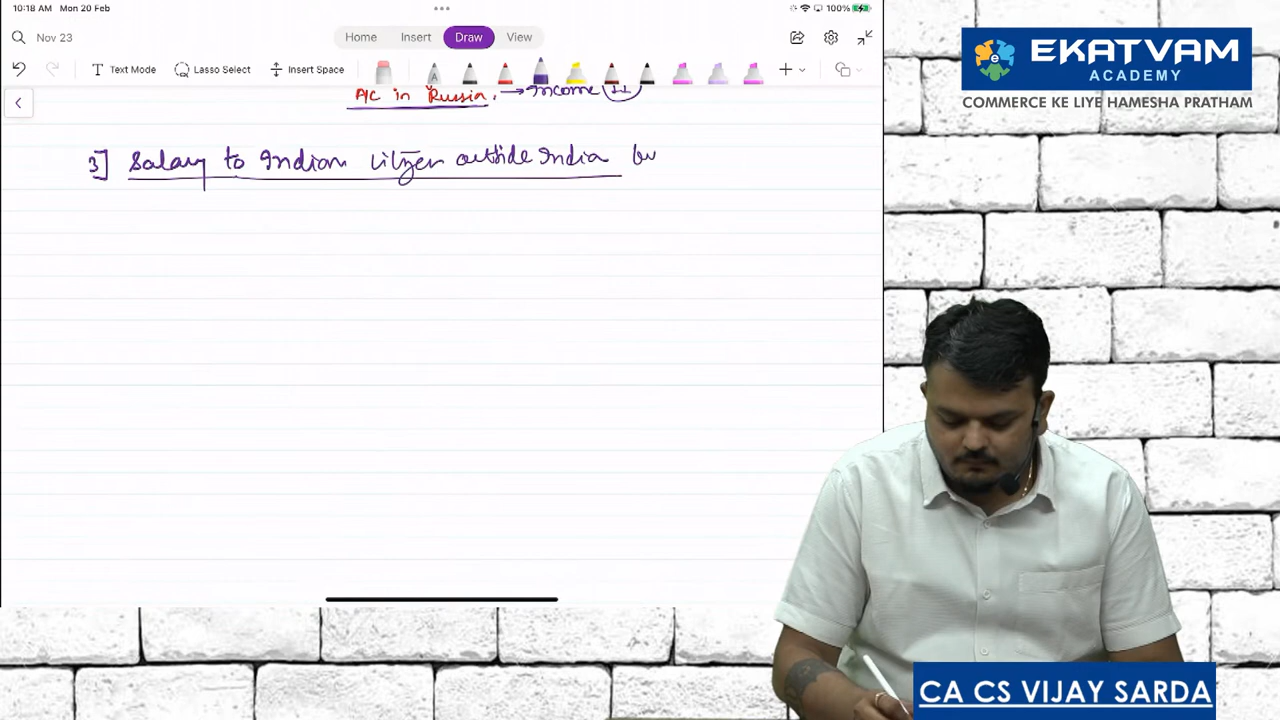 10:18 AM Mon 20 Feb
100%
Nov 23
Home Insert Draw View
Text Mode Lasso Select Insert Space
A/C in Russia. → Income II
3] Salary to Indian citizen outside India by
EKATVAM
ACADEMY
COMMERCE KE LIYE HAMESHA PRATHAM
CA CS VIJAY SARDA